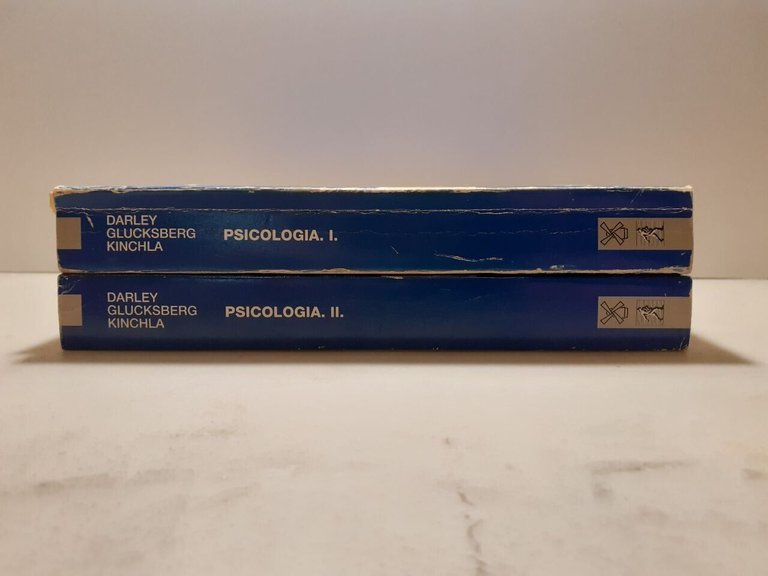 DARLEY
GLUCKSBERG
KINCHLA
PSICOLOGIA. I.
DARLEY
GLUCKSBERG
KINCHLA
PSICOLOGIA. II.